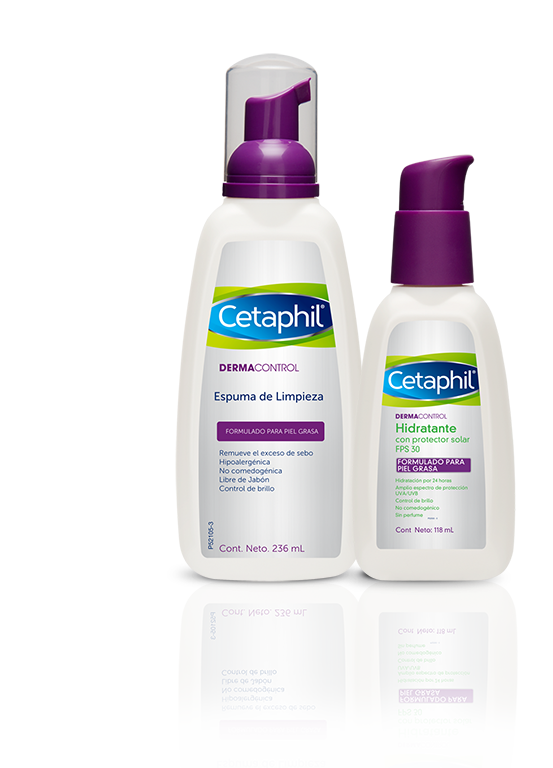 Cetaphil®
DERMACONTROL
Espuma de Limpieza
FORMULADO PARA PIEL GRASA
Remueve el exceso de sebo
Hipoalergénica
No comedogénica
Libre de Jabón
Control de brillo
P52105-3
Cont. Neto. 236 mL
Cetaphil®
DERMACONTROL
Hidratante
con protector solar
FPS 30
FORMULADO PARA
PIEL GRASA
Hidratación por 24 horas
Amplio espectro de protección
UVA/UVB
Control de brillo
No comedogénico
Sin perfume
Cont Neto: 118 mL